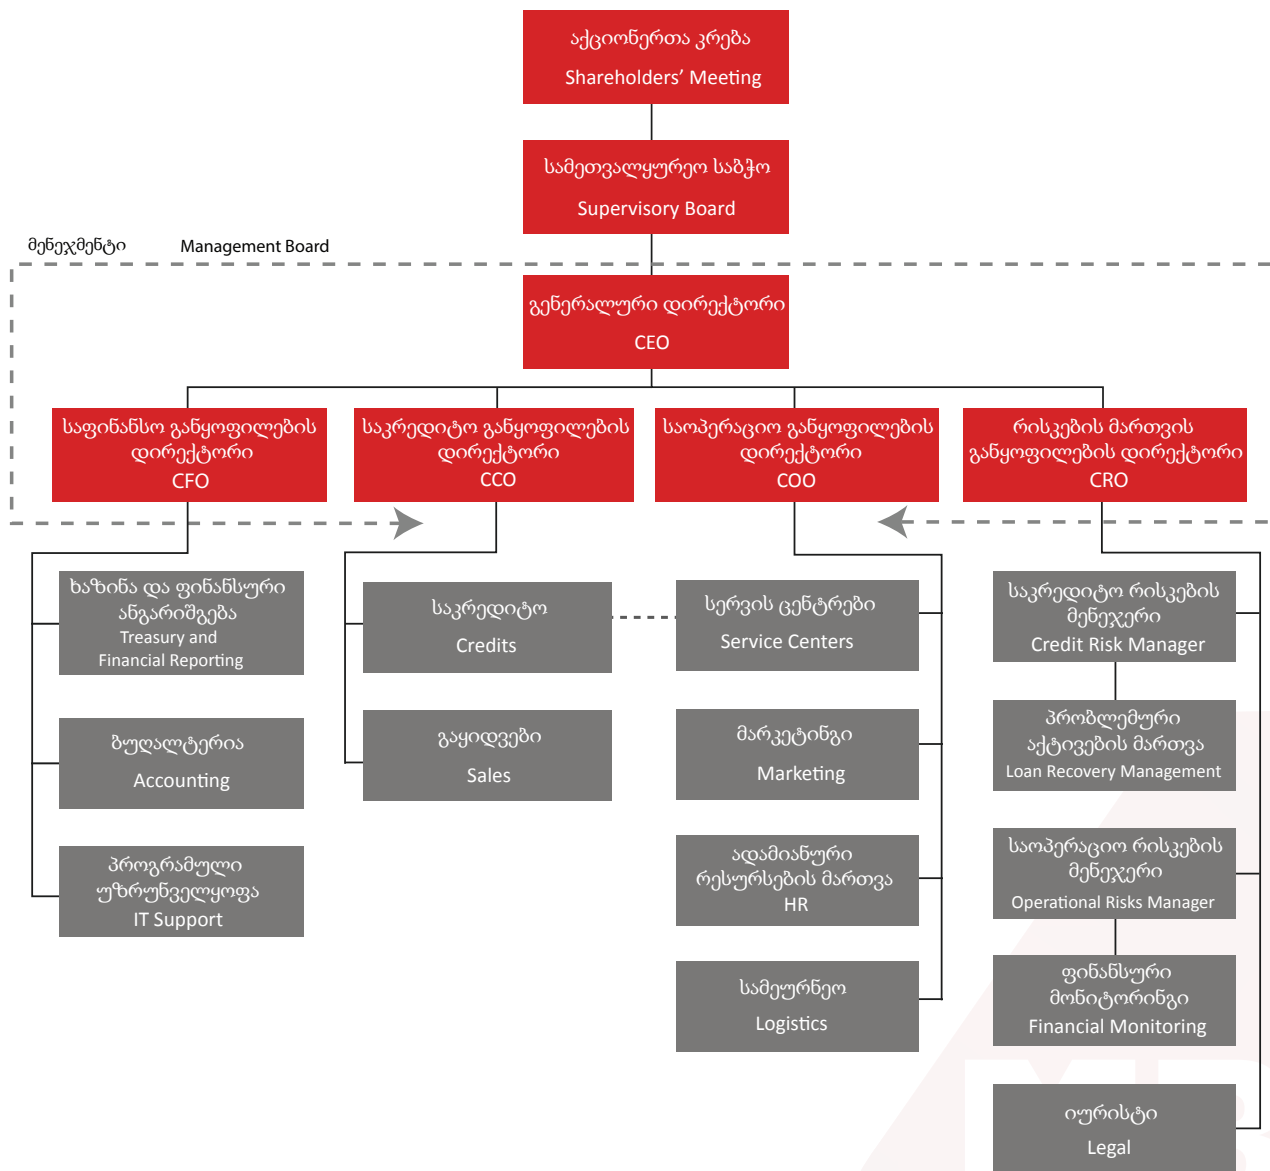 აქციონერთა კრება
Shareholders’ Meeting
სამეთვალყურეო საბჭო
Supervisory Board
მენეჯმენტი
Management Board
გენერალური დირექტორი
CEO
საფინანსო განყოფილების
დირექტორი
CFO
საკრედიტო განყოფილების
დირექტორი
CCO
საოპერაციო განყოფილების
დირექტორი
COO
რისკების მართვის
განყოფილების დირექტორი
CRO
ხაზინა და ფინანსური
ანგარიშგება
Treasury and
Financial Reporting
ბუღალტერია
Accounting
პროგრამული
უზრუნველყოფა
IT Support
საკრედიტო
Credits
გაყიდვები
Sales
სერვის ცენტრები
Service Centers
მარკეტინგი
Marketing
ადამიანური
რესურსების მართვა
HR
სამეურნეო
Logistics
საკრედიტო რისკების
მენეჯერი
Credit Risk Manager
პრობლემური
აქტივების მართვა
Loan Recovery Management
საოპერაციო რისკების
მენეჯერი
Operational Risks Manager
ფინანსური
მონიტორინგი
Financial Monitoring
იურისტი
Legal